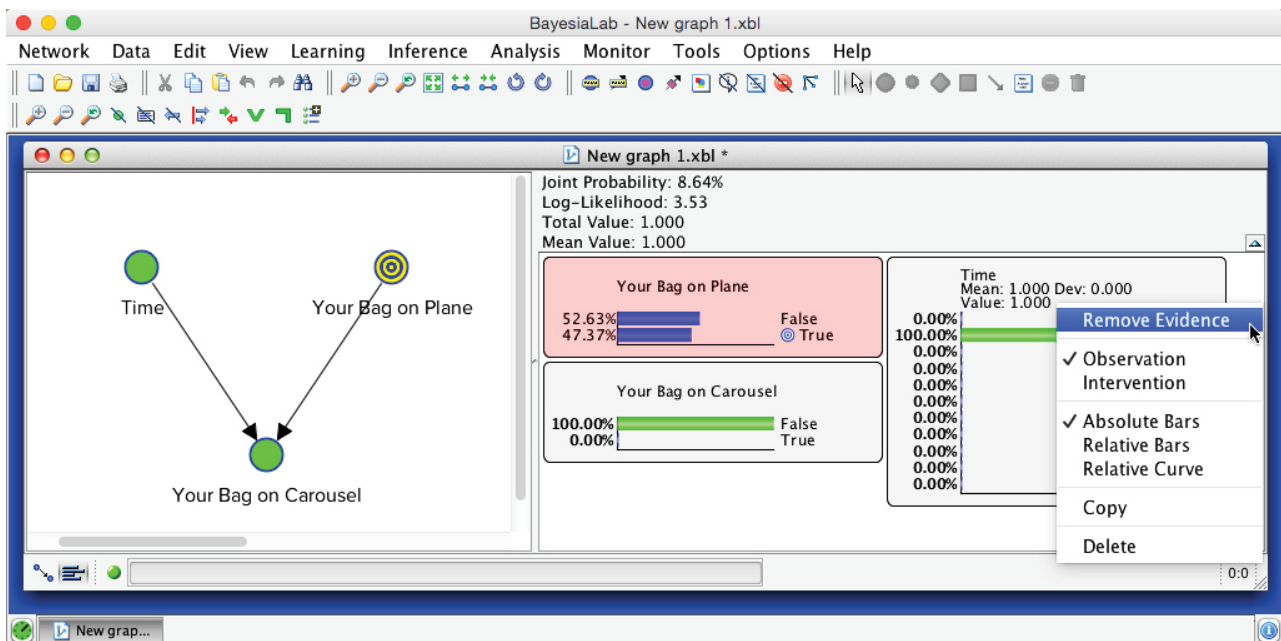 BayesiaLab - New graph 1.xbl
Network Data Edit View Learning Inference Analysis Monitor Tools Options Help
New graph 1.xbl *
Time
Your Bag on Plane
Your Bag on Carousel
Joint Probability: 8.64%
Log-Likelihood: 3.53
Total Value: 1.000
Mean Value: 1.000
Your Bag on Plane
52.63% False
47.37% True
Your Bag on Carousel
100.00% False
0.00% True
Time
Mean: 1.000 Dev: 0.000
Value: 1.000
0.00%
100.00%
0.00%
0.00%
0.00%
0.00%
0.00%
0.00%
0.00%
0.00%
0.00%
Remove Evidence
✓ Observation
Intervention
✓ Absolute Bars
Relative Bars
Relative Curve
Copy
Delete
0:0
New grap...